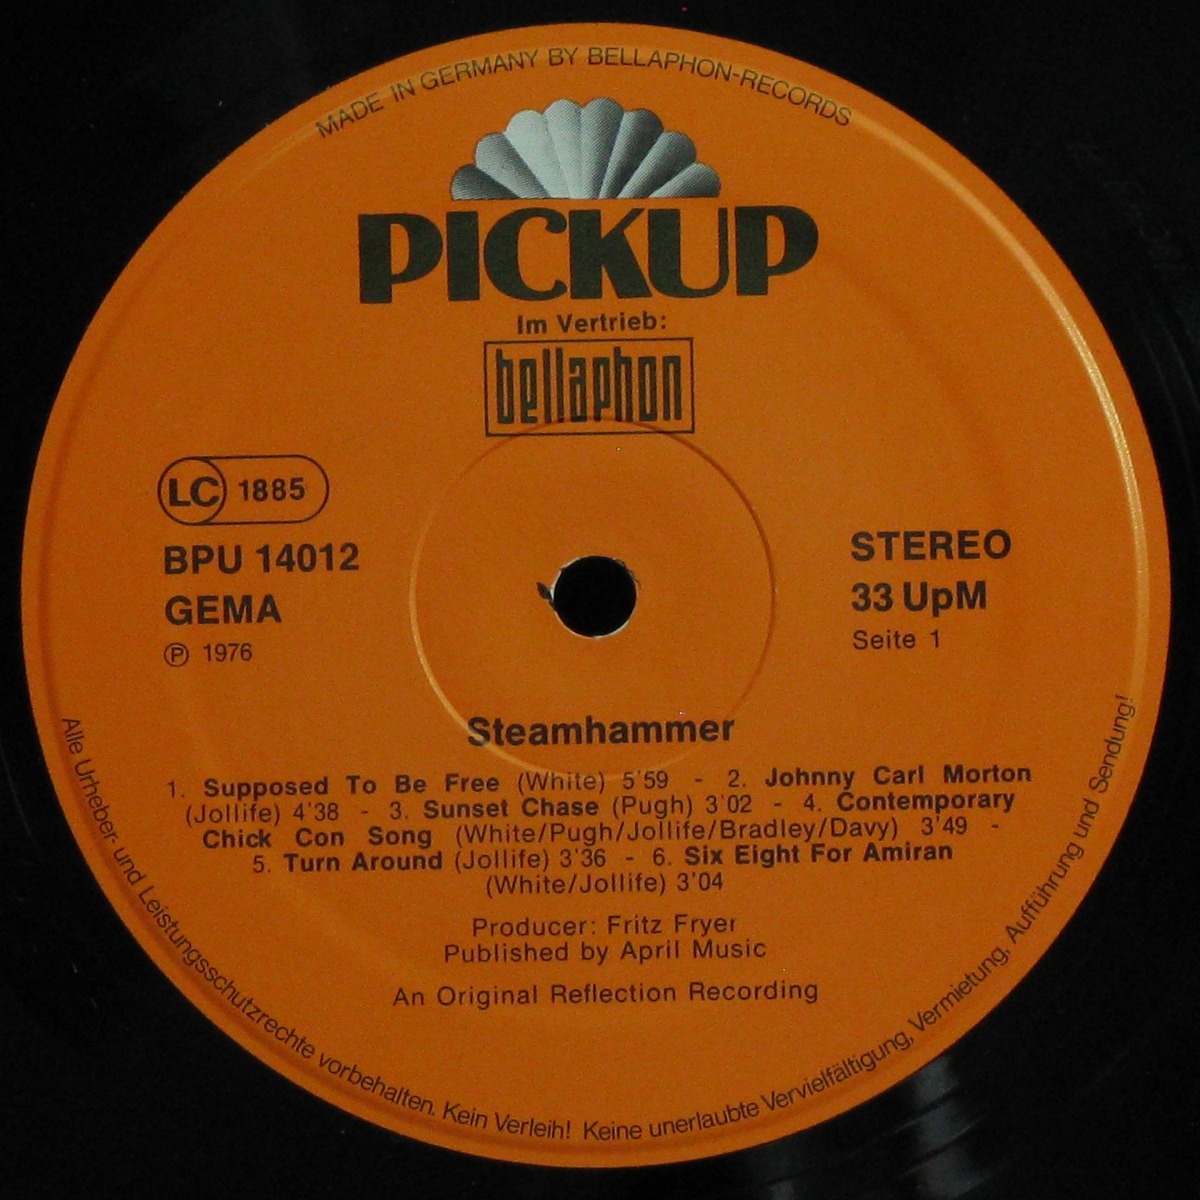 MADE IN GERMANY BY BELLAPHON-RECORDS
PICKUP
Im Vertrieb:
bellaphon
LC 1885
BPU 14012
GEMA
Ⓟ 1976
STEREO
33 UpM
Seite 1
Steamhammer
1. Supposed To Be Free (White) 5'59 - 2. Johnny Carl Morton
(Jollife) 4'38 - 3. Sunset Chase (Pugh) 3'02 - 4. Contemporary
Chick Con Song (White/Pugh/Jollife/Bradley/Davy) 3'49 -
5. Turn Around (Jollife) 3'36 - 6. Six Eight For Amiran
(White/Jollife) 3'04
Producer: Fritz Fryer
Published by April Music
An Original Reflection Recording
Alle Urheber- und Leistungsschutzrechte vorbehalten. Kein Verleih! Keine unerlaubte Vervielfältigung, Vermietung, Aufführung und Sendung!